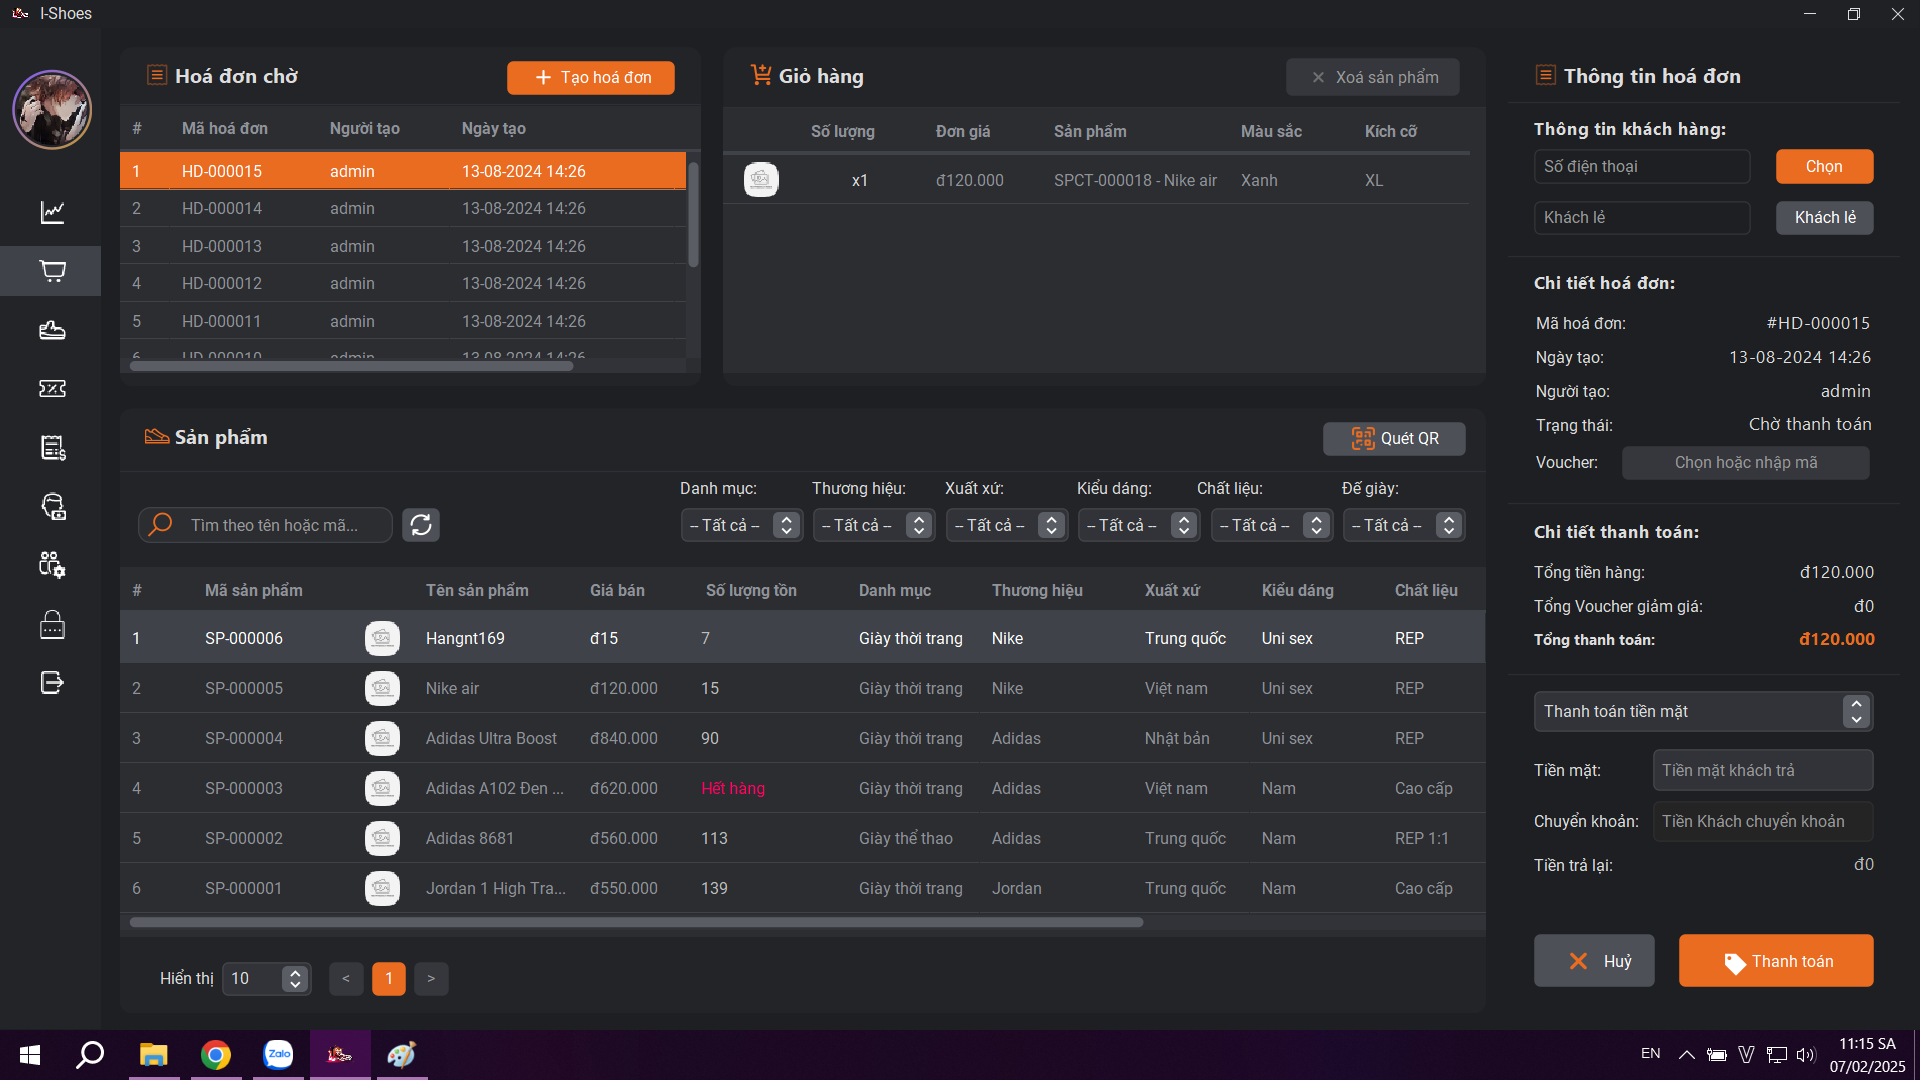 I-Shoes
Hoá đơn chờ
Tạo hoá đơn
# Mã hoá đơn Người tạo Ngày tạo
1 HD-000015 admin 13-08-2024 14:26
2 HD-000014 admin 13-08-2024 14:26
3 HD-000013 admin 13-08-2024 14:26
4 HD-000012 admin 13-08-2024 14:26
5 HD-000011 admin 13-08-2024 14:26
6 HD-000010 admin 13-08-2024 14:26
Giỏ hàng
Xoá sản phẩm
Số lượng Đơn giá Sản phẩm Màu sắc Kích cỡ
x1 đ120.000 SPCT-000018 - Nike air Xanh XL
Sản phẩm
Quét QR
Danh mục: Thương hiệu: Xuất xứ: Kiểu dáng: Chất liệu: Đế giày:
Tìm theo tên hoặc mã...
-- Tất cả -- -- Tất cả -- -- Tất cả -- -- Tất cả -- -- Tất cả -- -- Tất cả --
# Mã sản phẩm Tên sản phẩm Giá bán Số lượng tồn Danh mục Thương hiệu Xuất xứ Kiểu dáng Chất liệu
1 SP-000006 Hangnt169 đ15 7 Giày thời trang Nike Trung quốc Uni sex REP
2 SP-000005 Nike air đ120.000 15 Giày thời trang Nike Việt nam Uni sex REP
3 SP-000004 Adidas Ultra Boost đ840.000 90 Giày thời trang Adidas Nhật bản Uni sex REP
4 SP-000003 Adidas A102 Đen ... đ620.000 Hết hàng Giày thời trang Adidas Việt nam Nam Cao cấp
5 SP-000002 Adidas 8681 đ560.000 113 Giày thể thao Adidas Trung quốc Nam REP 1:1
6 SP-000001 Jordan 1 High Tra... đ550.000 139 Giày thời trang Jordan Trung quốc Nam Cao cấp
Hiển thị 10 < 1 >
Thông tin hoá đơn
Thông tin khách hàng:
Số điện thoại Chọn
Khách lẻ Khách lẻ
Chi tiết hoá đơn:
Mã hoá đơn: #HD-000015
Ngày tạo: 13-08-2024 14:26
Người tạo: admin
Trạng thái: Chờ thanh toán
Voucher: Chọn hoặc nhập mã
Chi tiết thanh toán:
Tổng tiền hàng: đ120.000
Tổng Voucher giảm giá: đ0
Tổng thanh toán: đ120.000
Thanh toán tiền mặt
Tiền mặt: Tiền mặt khách trả
Chuyển khoản: Tiền Khách chuyển khoản
Tiền trả lại: đ0
Huỷ Thanh toán
Zalo
EN
11:15 SA
07/02/2025